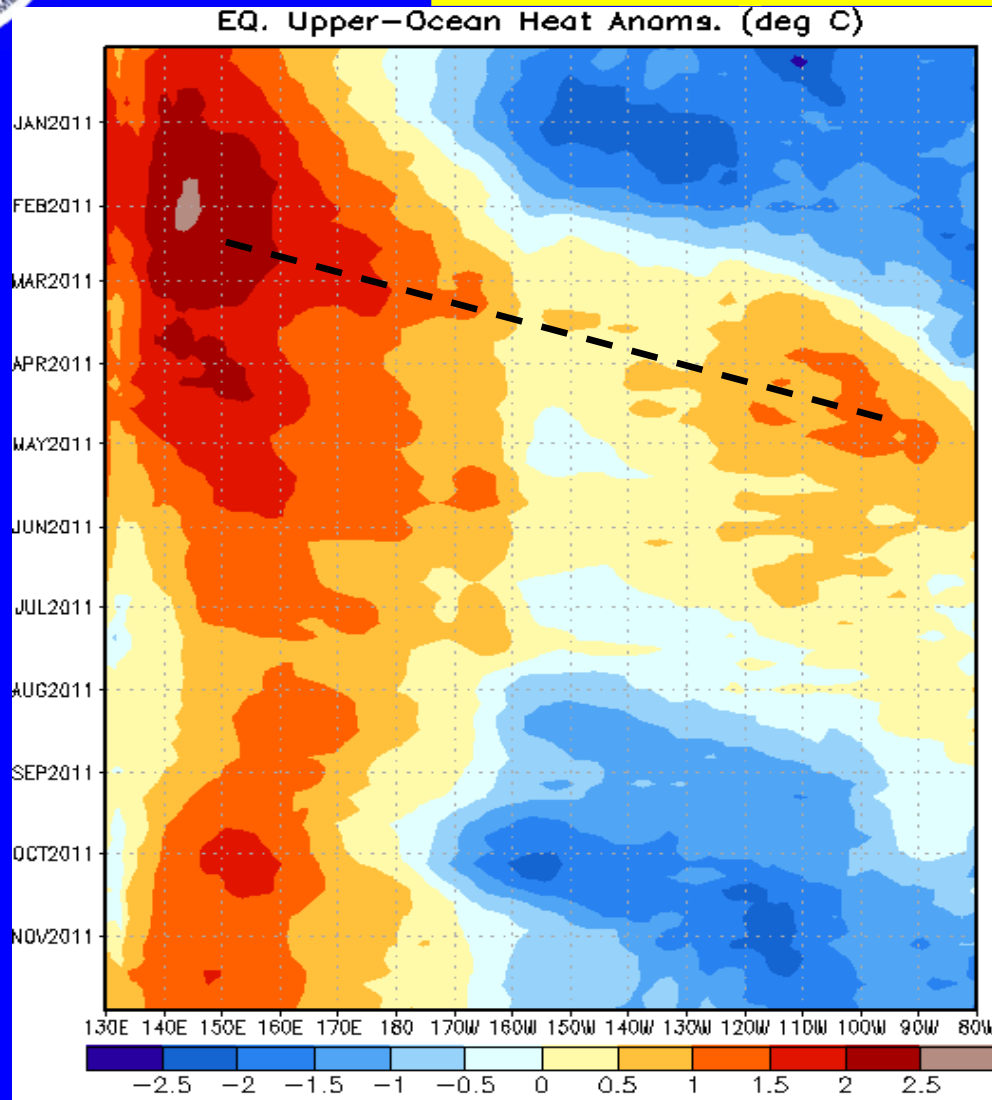 EQ. Upper-Ocean Heat Anoms. (deg C)
JAN2011
FEB2011
MAR2011
APR2011
MAY2011
JUN2011
JUL2011
AUG2011
SEP2011
OCT2011
NOV2011
130E 140E 150E 160E 170E 180 170W 160W 150W 140W 130W 120W 110W 100W 90W 80W
-2.5 -2 -1.5 -1 -0.5 0 0.5 1 1.5 2 2.5